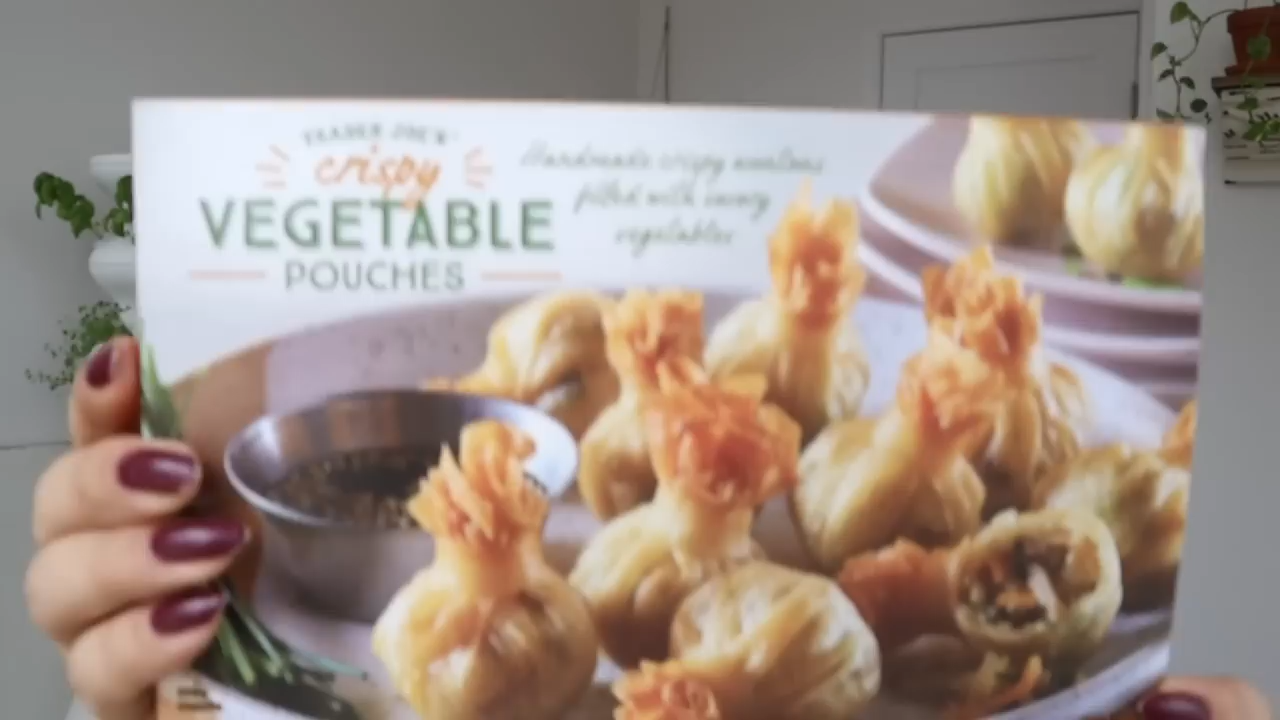 TRADER JOE'S
crispy
VEGETABLE
POUCHES
Handmade crispy wontons
filled with savory
vegetables